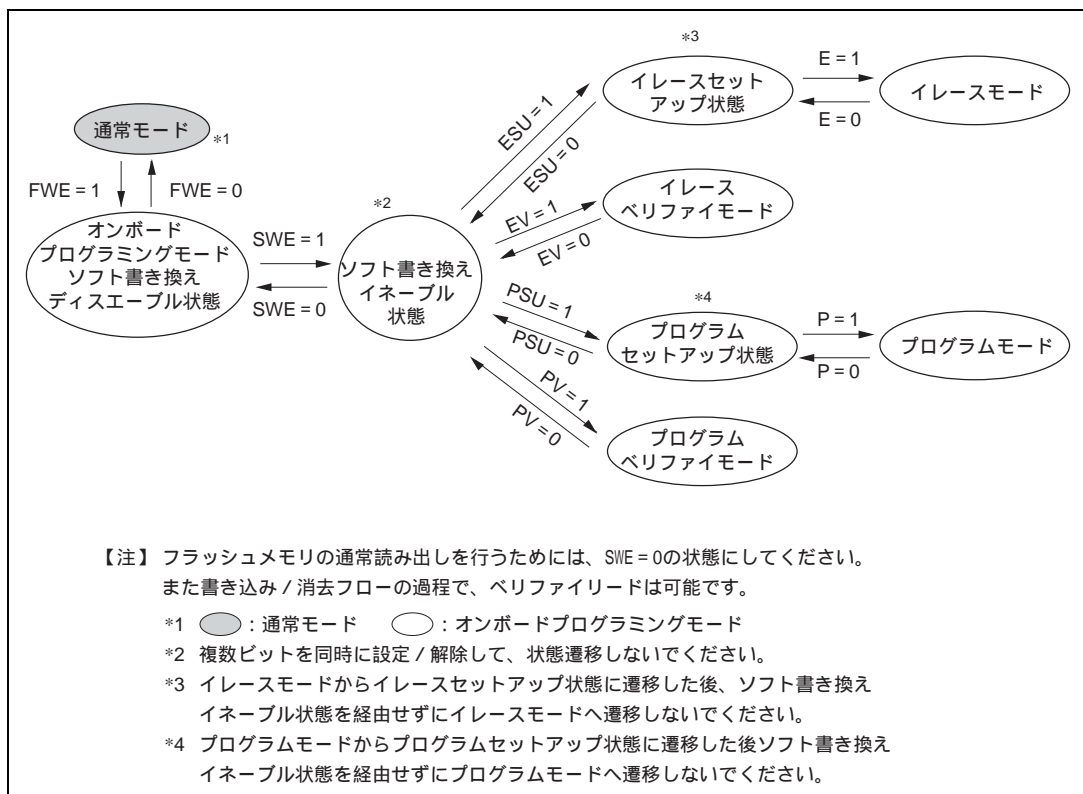 *3
イレースセット
アップ状態
E = 1
E = 0
イレースモード
通常モード
*1
ESU = 1
ESU = 0
FWE = 1
FWE = 0
*2
イレース
ベリファイモード
EV = 1
EV = 0
オンボード
プログラミングモード
ソフト書き換え
ディスエーブル状態
SWE = 1
SWE = 0
ソフト書き換え
イネーブル
状態
PSU = 1
PSU = 0
*4
プログラム
セットアップ状態
P = 1
P = 0
プログラムモード
PV = 1
PV = 0
プログラム
ベリファイモード
【注】 フラッシュメモリの通常読み出しを行うためには、SWE = 0の状態にしてください。
また書き込み / 消去フローの過程で、ベリファイリードは可能です。
*1 : 通常モード : オンボードプログラミングモード
*2 複数ビットを同時に設定 / 解除して、状態遷移しないでください。
*3 イレースモードからイレースセットアップ状態に遷移した後、ソフト書き換え
イネーブル状態を経由せずにイレースモードへ遷移しないでください。
*4 プログラムモードからプログラムセットアップ状態に遷移した後ソフト書き換え
イネーブル状態を経由せずにプログラムモードへ遷移しないでください。